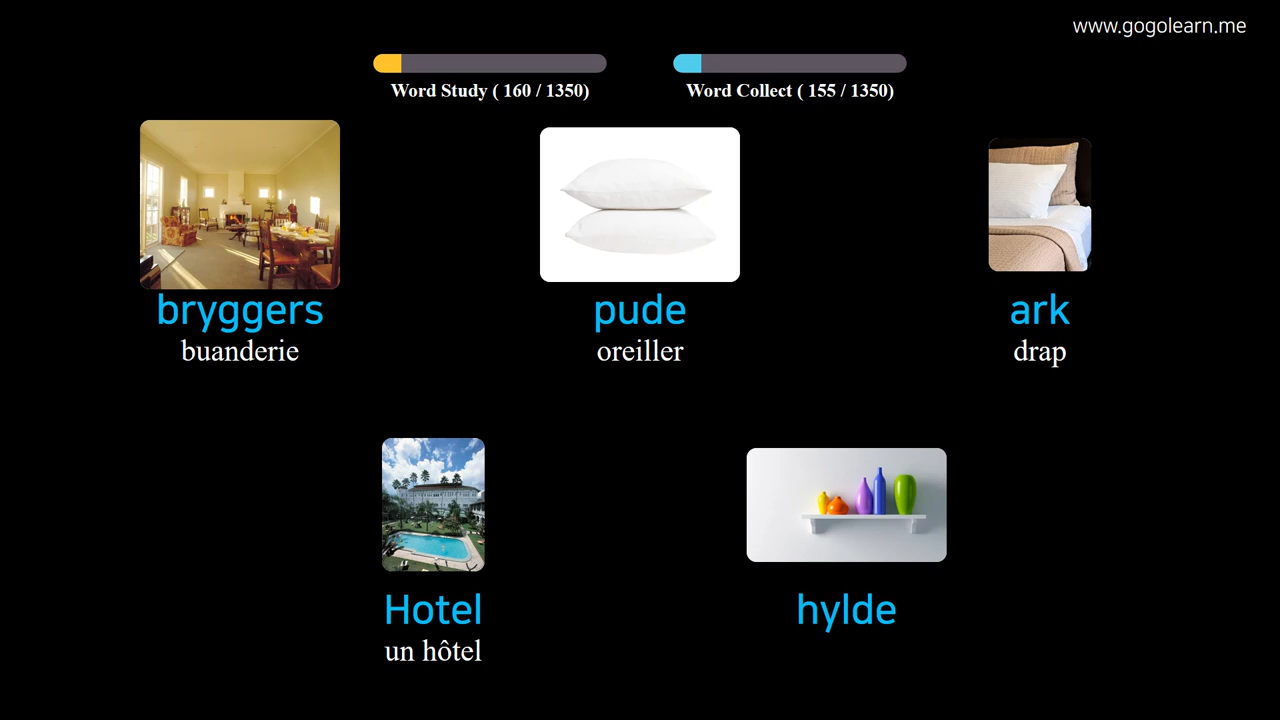 www.gogolearn.me
Word Study ( 160 / 1350)
Word Collect ( 155 / 1350)
bryggers
buanderie
pude
oreiller
ark
drap
Hotel
un hôtel
hylde